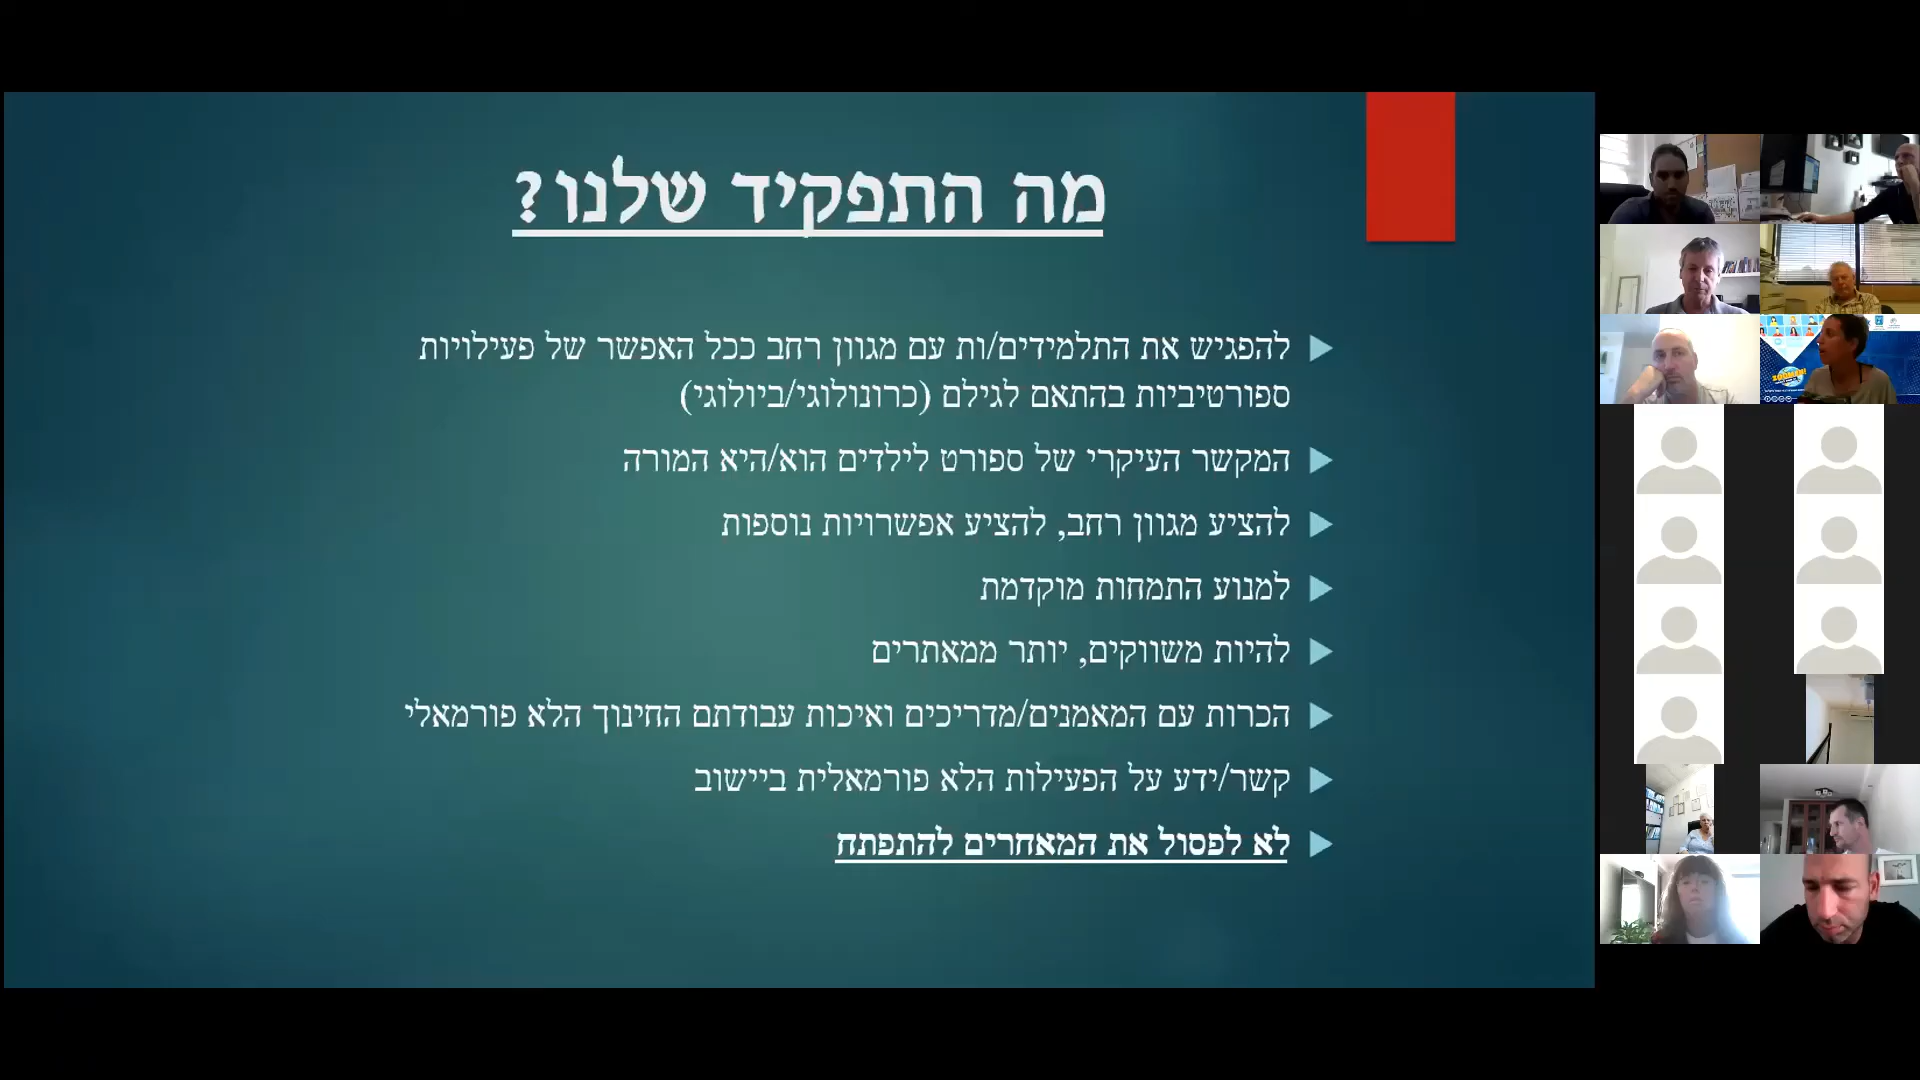 מה התפקיד שלנו?
להפגיש את התלמידים/ות עם מגוון רחב ככל האפשר של פעילויות
ספורטיביות בהתאם לגילם (כרונולוגי/ביולוגי)
המקשר העיקרי של ספורט לילדים הוא/היא המורה
להציע מגוון רחב, להציע אפשרויות נוספות
למנוע התמחות מוקדמת
להיות משווקים, יותר ממאתרים
הכרות עם המאמנים/מדריכים ואיכות עבודתם החינוך הלא פורמאלי
קשר/ידע על הפעילות הלא פורמאלית ביישוב
לא לפסול את המאחרים להתפתח